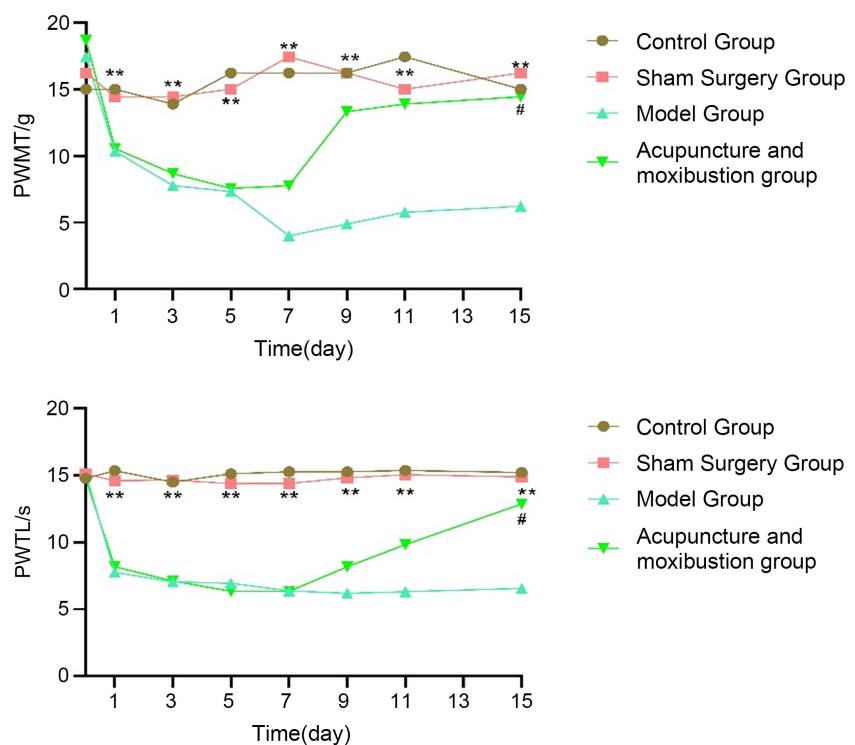 20
15
10
5
0
PWMT/g
** ** ** ** ** ** **
#
1 3 5 7 9 11 13 15
Time(day)
Control Group
Sham Surgery Group
Model Group
Acupuncture and
moxibustion group
20
15
10
5
0
PWTL/s
** ** ** ** ** ** **
#
1 3 5 7 9 11 13 15
Time(day)
Control Group
Sham Surgery Group
Model Group
Acupuncture and
moxibustion group